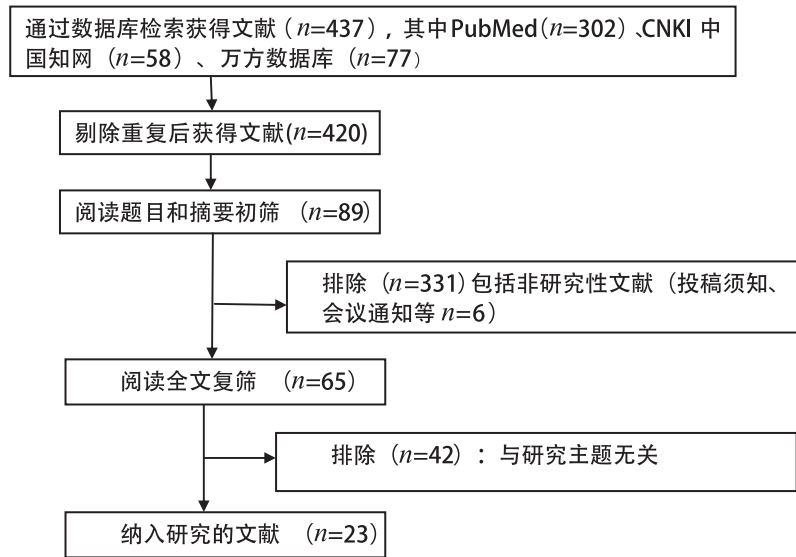 通过数据库检索获得文献（n=437），其中PubMed(n=302)、CNKI 中
国知网（n=58）、万方数据库（n=77）
剔除重复后获得文献(n=420)
阅读题目和摘要初筛（n=89）
排除（n=331)包括非研究性文献（投稿须知、
会议通知等 n=6）
阅读全文复筛（n=65）
排除（n=42）：与研究主题无关
纳入研究的文献（n=23）